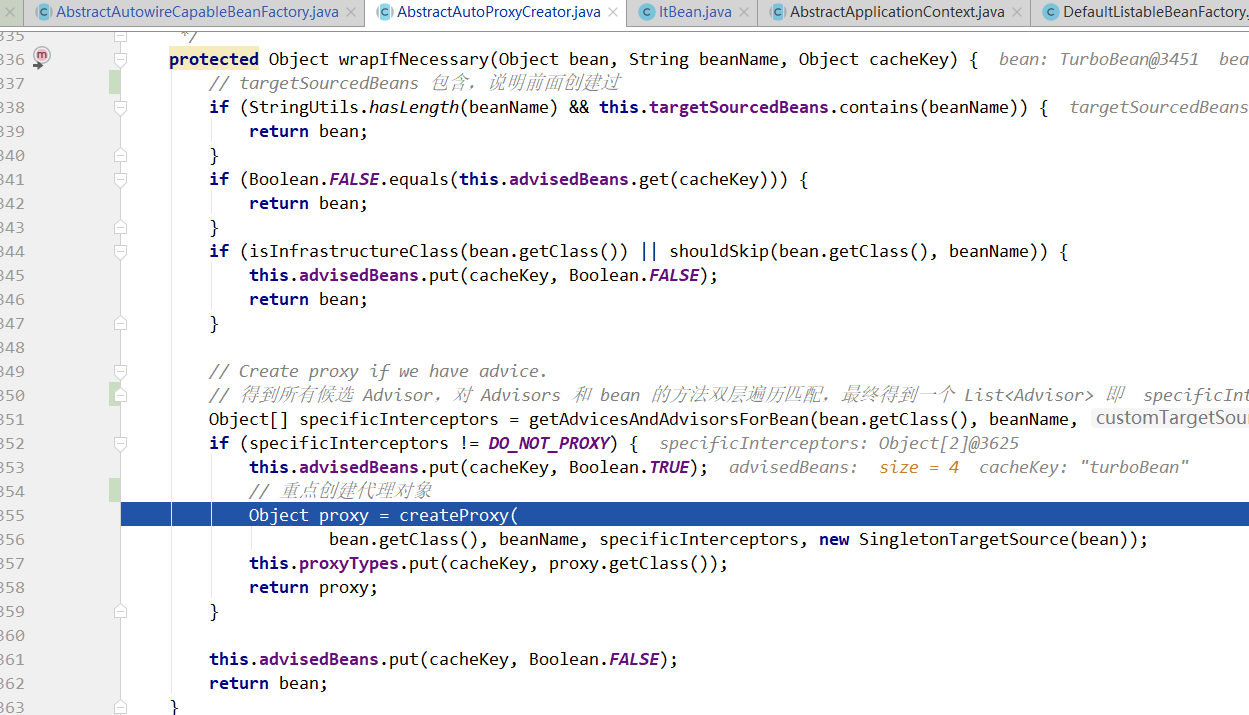 AbstractAutowireCapableBeanFactory.java AbstractAutoProxyCreator.java ItBean.java AbstractApplicationContext.java DefaultListableBeanFactory.
335 */
336 protected Object wrapIfNecessary(Object bean, String beanName, Object cacheKey) { bean: TurboBean@3451 bea
337 // targetSourcedBeans 包含，说明前面创建过
338 if (StringUtils.hasLength(beanName) && this.targetSourcedBeans.contains(beanName)) { targetSourcedBeans
339 return bean;
340 }
341 if (Boolean.FALSE.equals(this.advisedBeans.get(cacheKey))) {
342 return bean;
343 }
344 if (isInfrastructureClass(bean.getClass()) || shouldSkip(bean.getClass(), beanName)) {
345 this.advisedBeans.put(cacheKey, Boolean.FALSE);
346 return bean;
347 }
348
349 // Create proxy if we have advice.
350 // 得到所有候选 Advisor，对 Advisors 和 bean 的方法双层遍历匹配，最终得到一个 List<Advisor> 即 specificInt
351 Object[] specificInterceptors = getAdvicesAndAdvisorsForBean(bean.getClass(), beanName, customTargetSour
352 if (specificInterceptors != DO_NOT_PROXY) { specificInterceptors: Object[2]@3625
353 this.advisedBeans.put(cacheKey, Boolean.TRUE); advisedBeans: size = 4 cacheKey: "turboBean"
354 // 重点创建代理对象
355 Object proxy = createProxy(
356 bean.getClass(), beanName, specificInterceptors, new SingletonTargetSource(bean));
357 this.proxyTypes.put(cacheKey, proxy.getClass());
358 return proxy;
359 }
360
361 this.advisedBeans.put(cacheKey, Boolean.FALSE);
362 return bean;
363 }